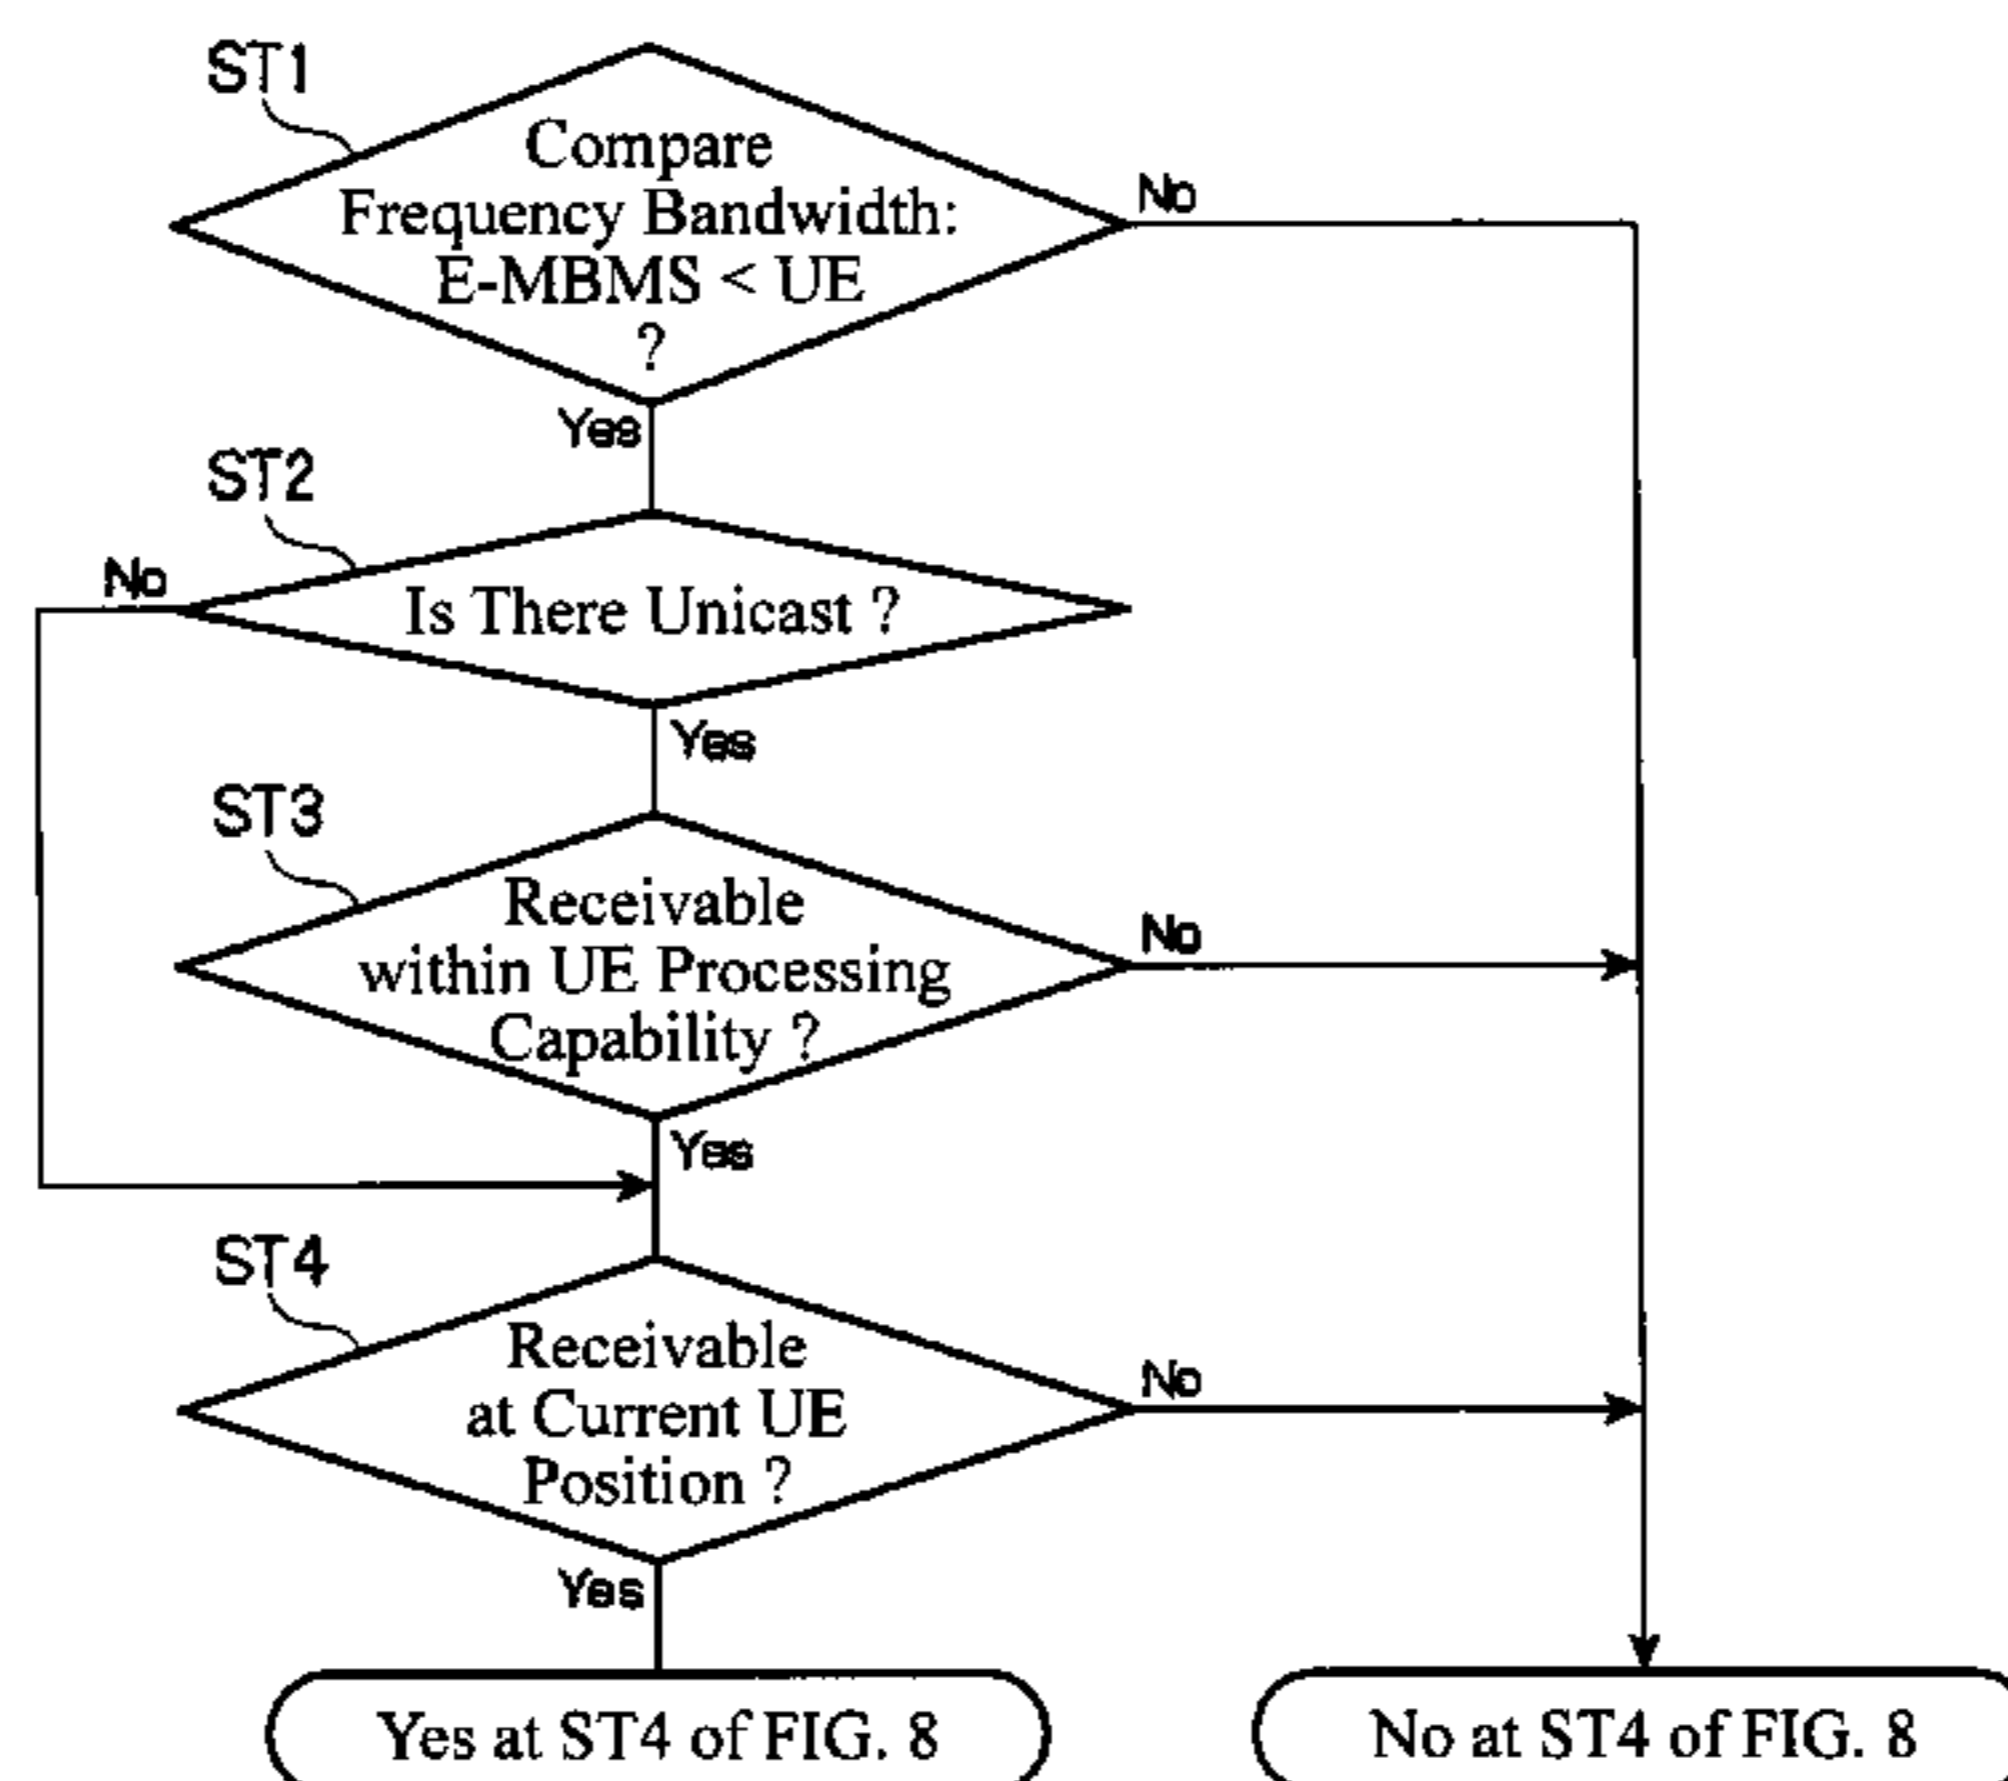 ST1
Compare
Frequency Bandwidth:
E-MBMS < UE
?
No
Yes
ST2
No
Is There Unicast ?
Yes
ST3
Receivable
within UE Processing
Capability ?
No
Yes
ST4
Receivable
at Current UE
Position ?
No
Yes
Yes at ST4 of FIG. 8
No at ST4 of FIG. 8